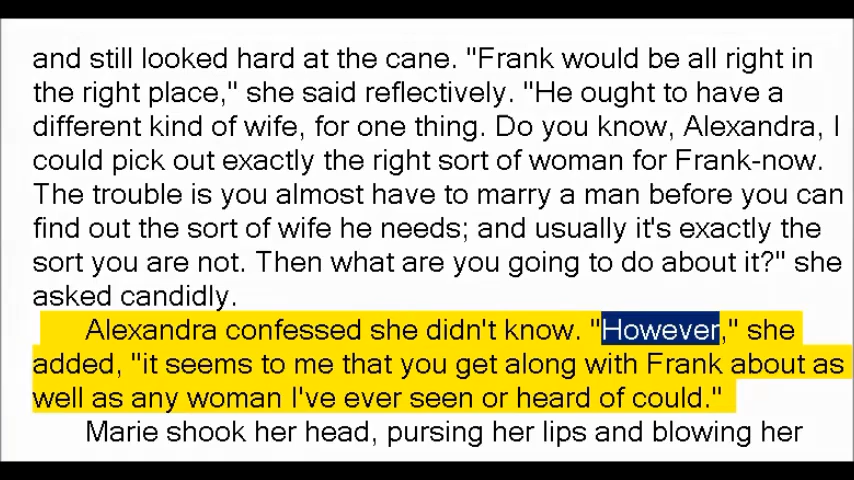 and still looked hard at the cane. "Frank would be all right in
the right place," she said reflectively. "He ought to have a
different kind of wife, for one thing. Do you know, Alexandra, I
could pick out exactly the right sort of woman for Frank-now.
The trouble is you almost have to marry a man before you can
find out the sort of wife he needs; and usually it's exactly the
sort you are not. Then what are you going to do about it?" she
asked candidly.
Alexandra confessed she didn't know. "However," she
added, "it seems to me that you get along with Frank about as
well as any woman I've ever seen or heard of could."
Marie shook her head, pursing her lips and blowing her